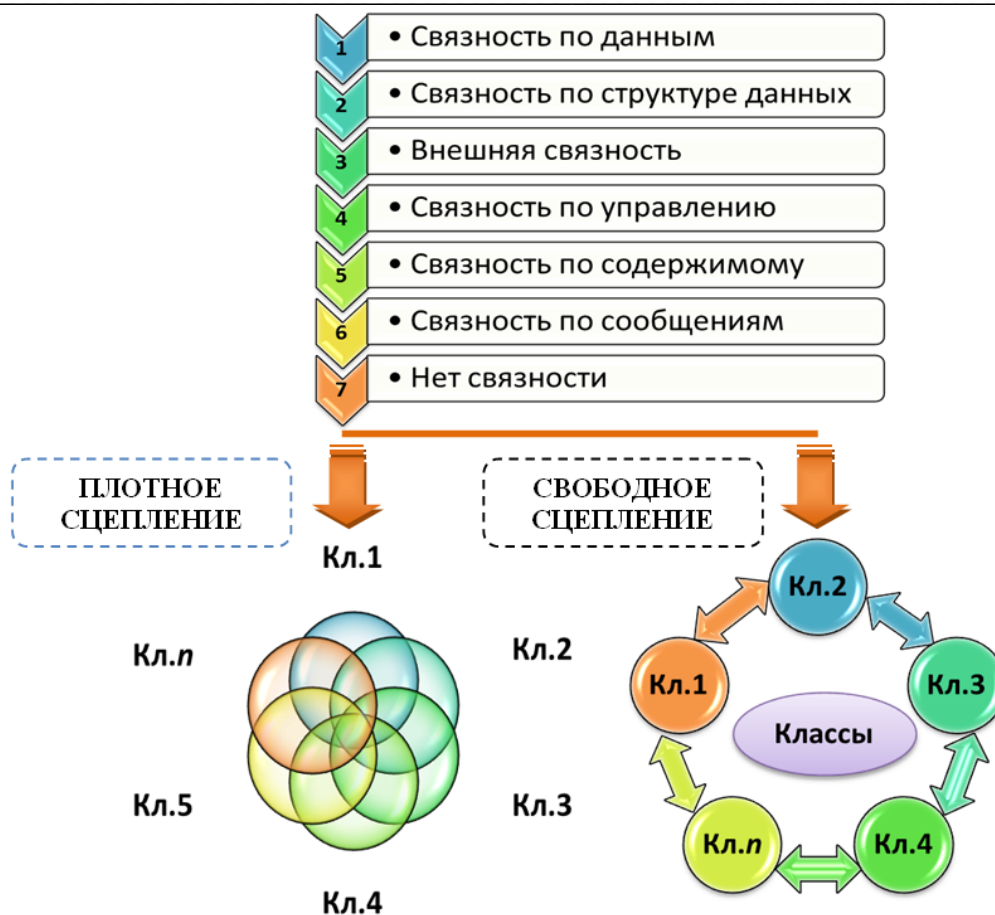 1 • Связность по данным
2 • Связность по структуре данных
3 • Внешняя связность
4 • Связность по управлению
5 • Связность по содержимому
6 • Связность по сообщениям
7 • Нет связности
ПЛОТНОЕ
СЦЕПЛЕНИЕ
Кл.1
Кл.n
Кл.2
Кл.5
Кл.3
Кл.4
СВОБОДНОЕ
СЦЕПЛЕНИЕ
Кл.2
Кл.1
Кл.3
Классы
Кл.n
Кл.4